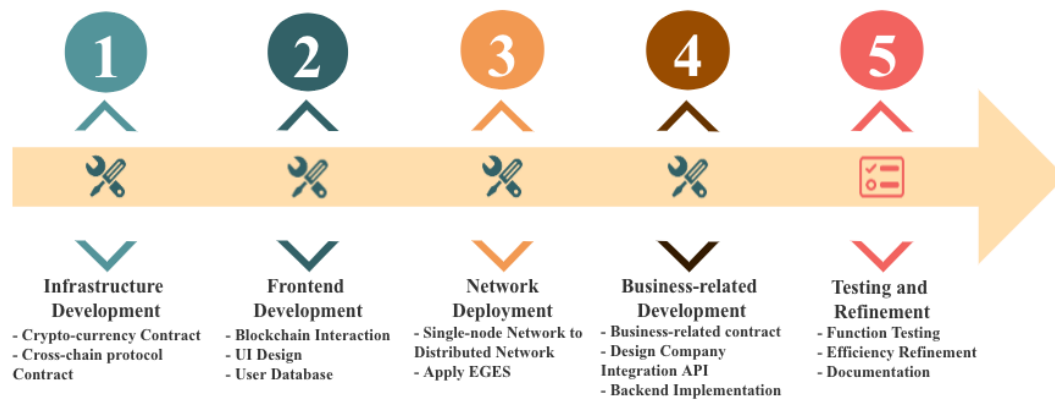 1
2
3
4
5
Infrastructure
Development
- Crypto-currency Contract
- Cross-chain protocol
Contract
Frontend
Development
- Blockchain Interaction
- UI Design
- User Database
Network
Deployment
- Single-node Network to
Distributed Network
- Apply EGES
Business-related
Development
- Business-related contract
- Design Company
Integration API
- Backend Implementation
Testing and
Refinement
- Function Testing
- Efficiency Refinement
- Documentation